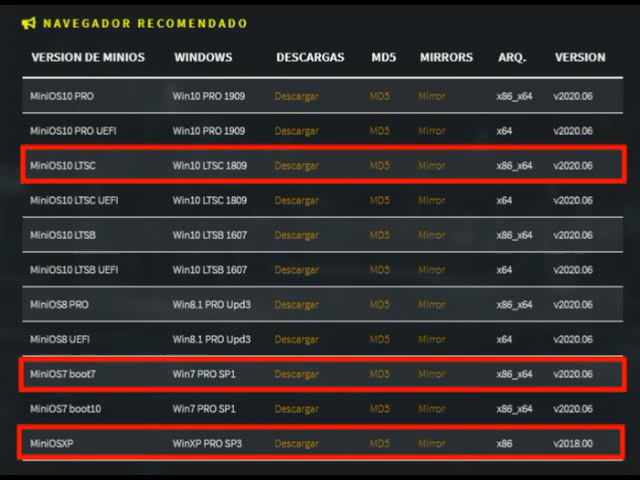 NAVEGADOR RECOMENDADO
VERSION DE MINIOS WINDOWS DESCARGAS MD5 MIRRORS ARQ. VERSION
MiniOS10 PRO Win10 PRO 1909 Descargar MD5 Mirror x86_x64 v2020.06
MiniOS10 PRO UEFI Win10 PRO 1909 Descargar MD5 Mirror x64 v2020.06
MiniOS10 LTSC Win10 LTSC 1809 Descargar MD5 Mirror x86_x64 v2020.06
MiniOS10 LTSC UEFI Win10 LTSC 1809 Descargar MD5 Mirror x64 v2020.06
MiniOS10 LTSB Win10 LTSB 1607 Descargar MD5 Mirror x86_x64 v2020.06
MiniOS10 LTSB UEFI Win10 LTSB 1607 Descargar MD5 Mirror x64 v2020.06
MiniOS8 PRO Win8.1 PRO Upd3 Descargar MD5 Mirror x86_x64 v2020.06
MiniOS8 UEFI Win8.1 PRO Upd3 Descargar MD5 Mirror x64 v2020.06
MiniOS7 boot7 Win7 PRO SP1 Descargar MD5 Mirror x86_x64 v2020.06
MiniOS7 boot10 Win7 PRO SP1 Descargar MD5 Mirror x86_x64 v2020.06
MiniOSXP WinXP PRO SP3 Descargar MD5 Mirror x86 v2018.00